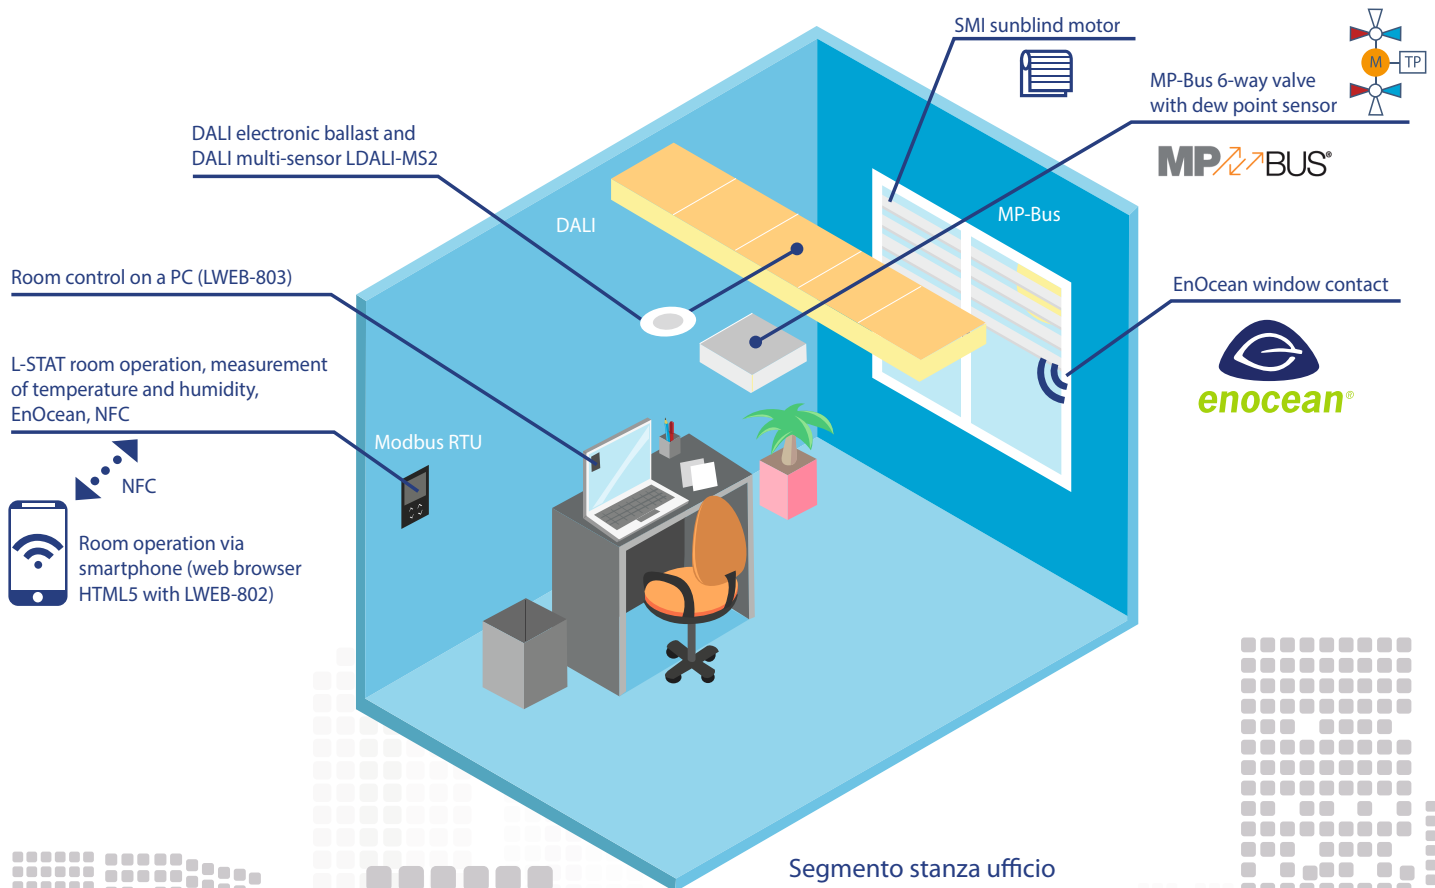 SMI sunblind motor
M
TP
MP-Bus 6-way valve
with dew point sensor
MP BUS®
DALI electronic ballast and
DALI multi-sensor LDALI-MS2
DALI
MP-Bus
Room control on a PC (LWEB-803)
EnOcean window contact
enocean®
L-STAT room operation, measurement
of temperature and humidity,
EnOcean, NFC
Modbus RTU
NFC
Room operation via
smartphone (web browser
HTML5 with LWEB-802)
Segmento stanza ufficio